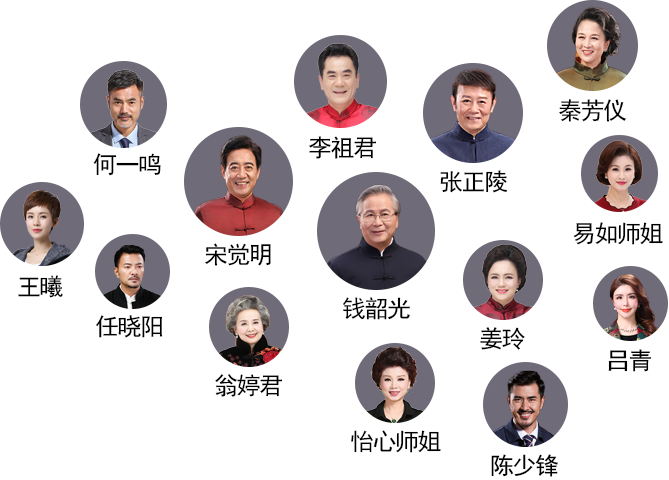 秦芳仪
李祖君
何一鸣
张正陵
易如师姐
宋觉明
王曦
钱韶光
任晓阳
姜玲
吕青
翁婷君
怡心师姐
陈少锋